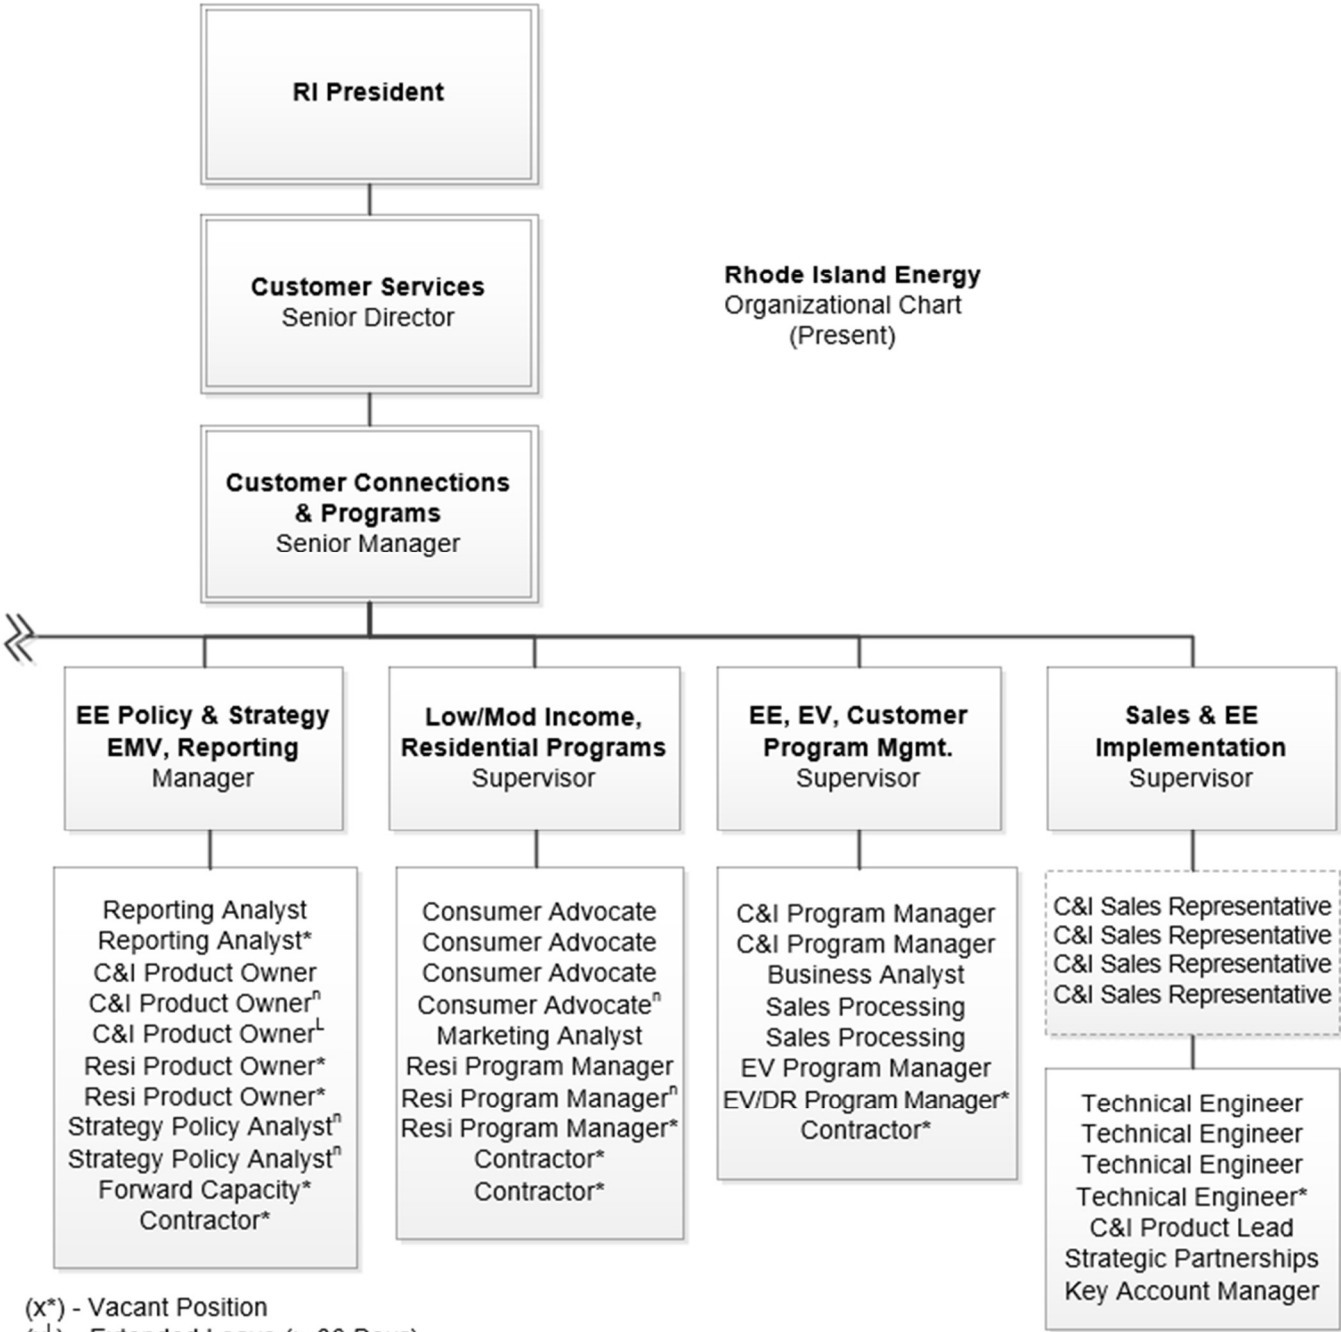 RI President
Customer Services
Senior Director
Rhode Island Energy
Organizational Chart
(Present)
Customer Connections
& Programs
Senior Manager
EE Policy & Strategy
EMV, Reporting
Manager
Low/Mod Income,
Residential Programs
Supervisor
EE, EV, Customer
Program Mgmt.
Supervisor
Sales & EE
Implementation
Supervisor
Reporting Analyst
Reporting Analyst*
C&I Product Owner
C&I Product Ownerⁿ
C&I Product Ownerᴸ
Resi Product Owner*
Resi Product Owner*
Strategy Policy Analystⁿ
Strategy Policy Analystⁿ
Forward Capacity*
Contractor*
Consumer Advocate
Consumer Advocate
Consumer Advocate
Consumer Advocateⁿ
Marketing Analyst
Resi Program Manager
Resi Program Managerⁿ
Resi Program Manager*
Contractor*
Contractor*
C&I Program Manager
C&I Program Manager
Business Analyst
Sales Processing
Sales Processing
EV Program Manager
EV/DR Program Manager*
Contractor*
C&I Sales Representative
C&I Sales Representative
C&I Sales Representative
C&I Sales Representative
Technical Engineer
Technical Engineer
Technical Engineer
Technical Engineer*
C&I Product Lead
Strategic Partnerships
Key Account Manager
(x*) - Vacant Position